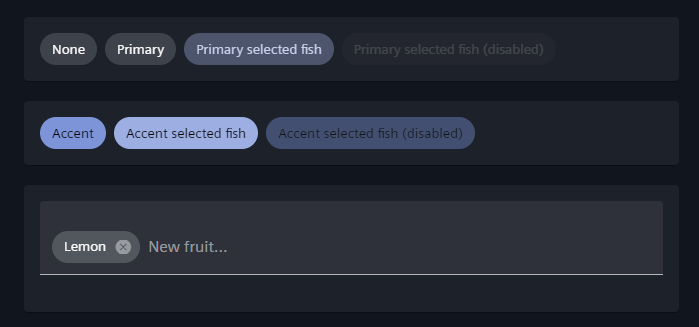 None Primary Primary selected fish Primary selected fish (disabled)
Accent Accent selected fish Accent selected fish (disabled)
Lemon New fruit...